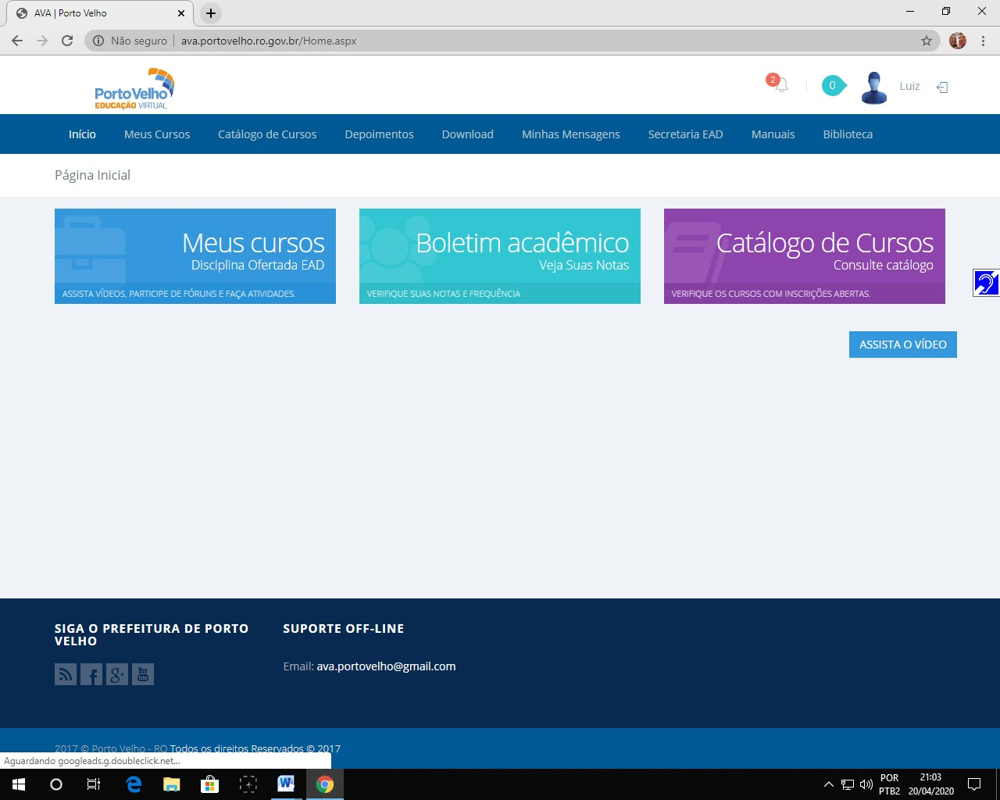 AVA | Porto Velho
Não seguro | ava.portovelho.ro.gov.br/Home.aspx
Porto Velho
EDUCAÇÃO VIRTUAL
2
0
Luiz
Início Meus Cursos Catálogo de Cursos Depoimentos Download Minhas Mensagens Secretaria EAD Manuais Biblioteca
Página Inicial
Meus cursos
Disciplina Ofertada EAD
ASSISTA VÍDEOS, PARTICIPE DE FÓRUNS E FAÇA ATIVIDADES.
Boletim acadêmico
Veja Suas Notas
VERIFIQUE SUAS NOTAS E FREQUÊNCIA
Catálogo de Cursos
Consulte catálogo
VERIFIQUE OS CURSOS COM INSCRIÇÕES ABERTAS.
ASSISTA O VÍDEO
SIGA O PREFEITURA DE PORTO
VELHO
g+
You
Tube
SUPORTE OFF-LINE
Email: ava.portovelho@gmail.com
2017 © Porto Velho - RO Todos os direitos Reservados © 2017
Aguardando googleads.g.doubleclick.net...
POR
PTB2
21:03
20/04/2020